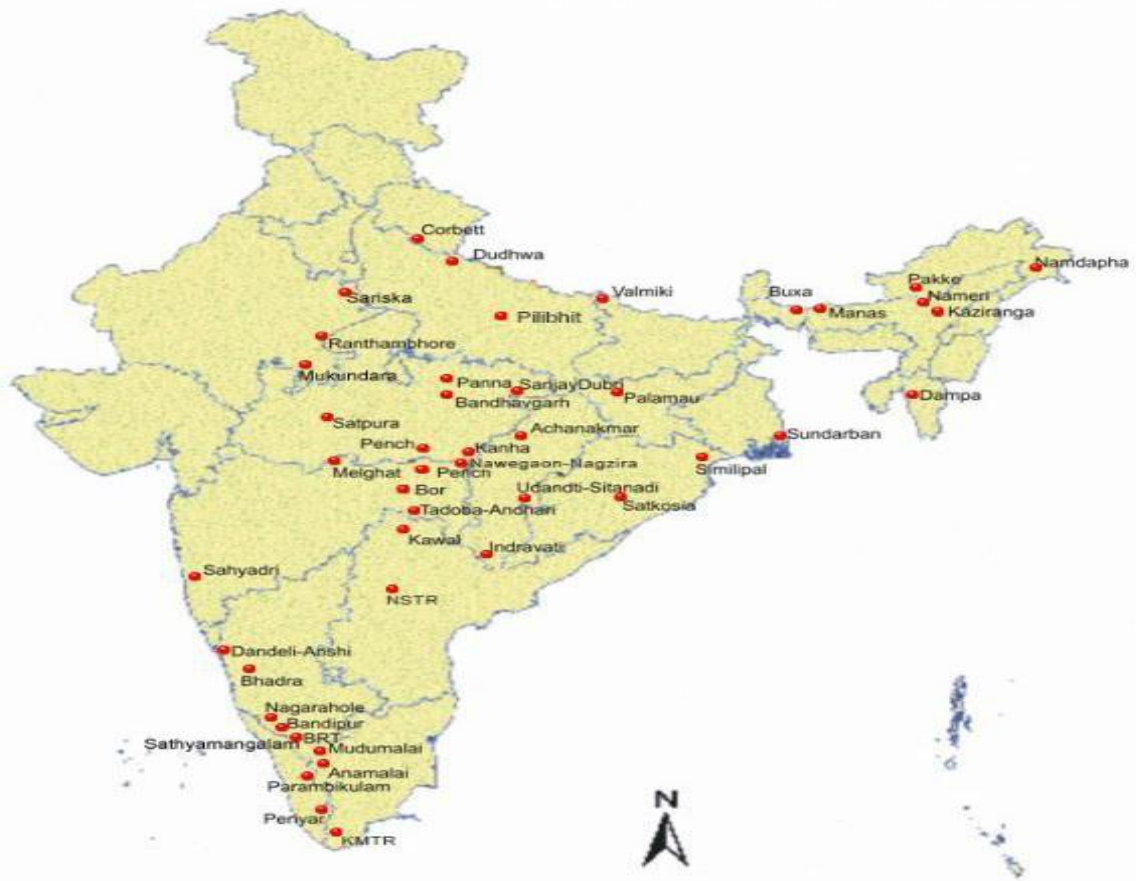 Corbett
Dudhwa
Namdapha
Pakke
Sariska
Valmiki
Buxa
Nameri
Manas
Kaziranga
Pilibhit
Ranthambhore
Mukundara
Panna
SanjayDubri
Bandhavgarh
Palamau
Dampa
Satpura
Achanakmar
Sundarban
Pench
Kanha
Nawegaon-Nagzira
Similipal
Melghat
Pench
Bor
Udandti-Sitanadi
Satkosia
Tadoba-Andhari
Kawal
Indravati
Sahyadri
NSTR
Dandeli-Anshi
Bhadra
Nagarahole
Bandipur
BRT
Sathyamangalam
Mudumalai
Anamalai
Parambikulam
Periyar
KMTR
N